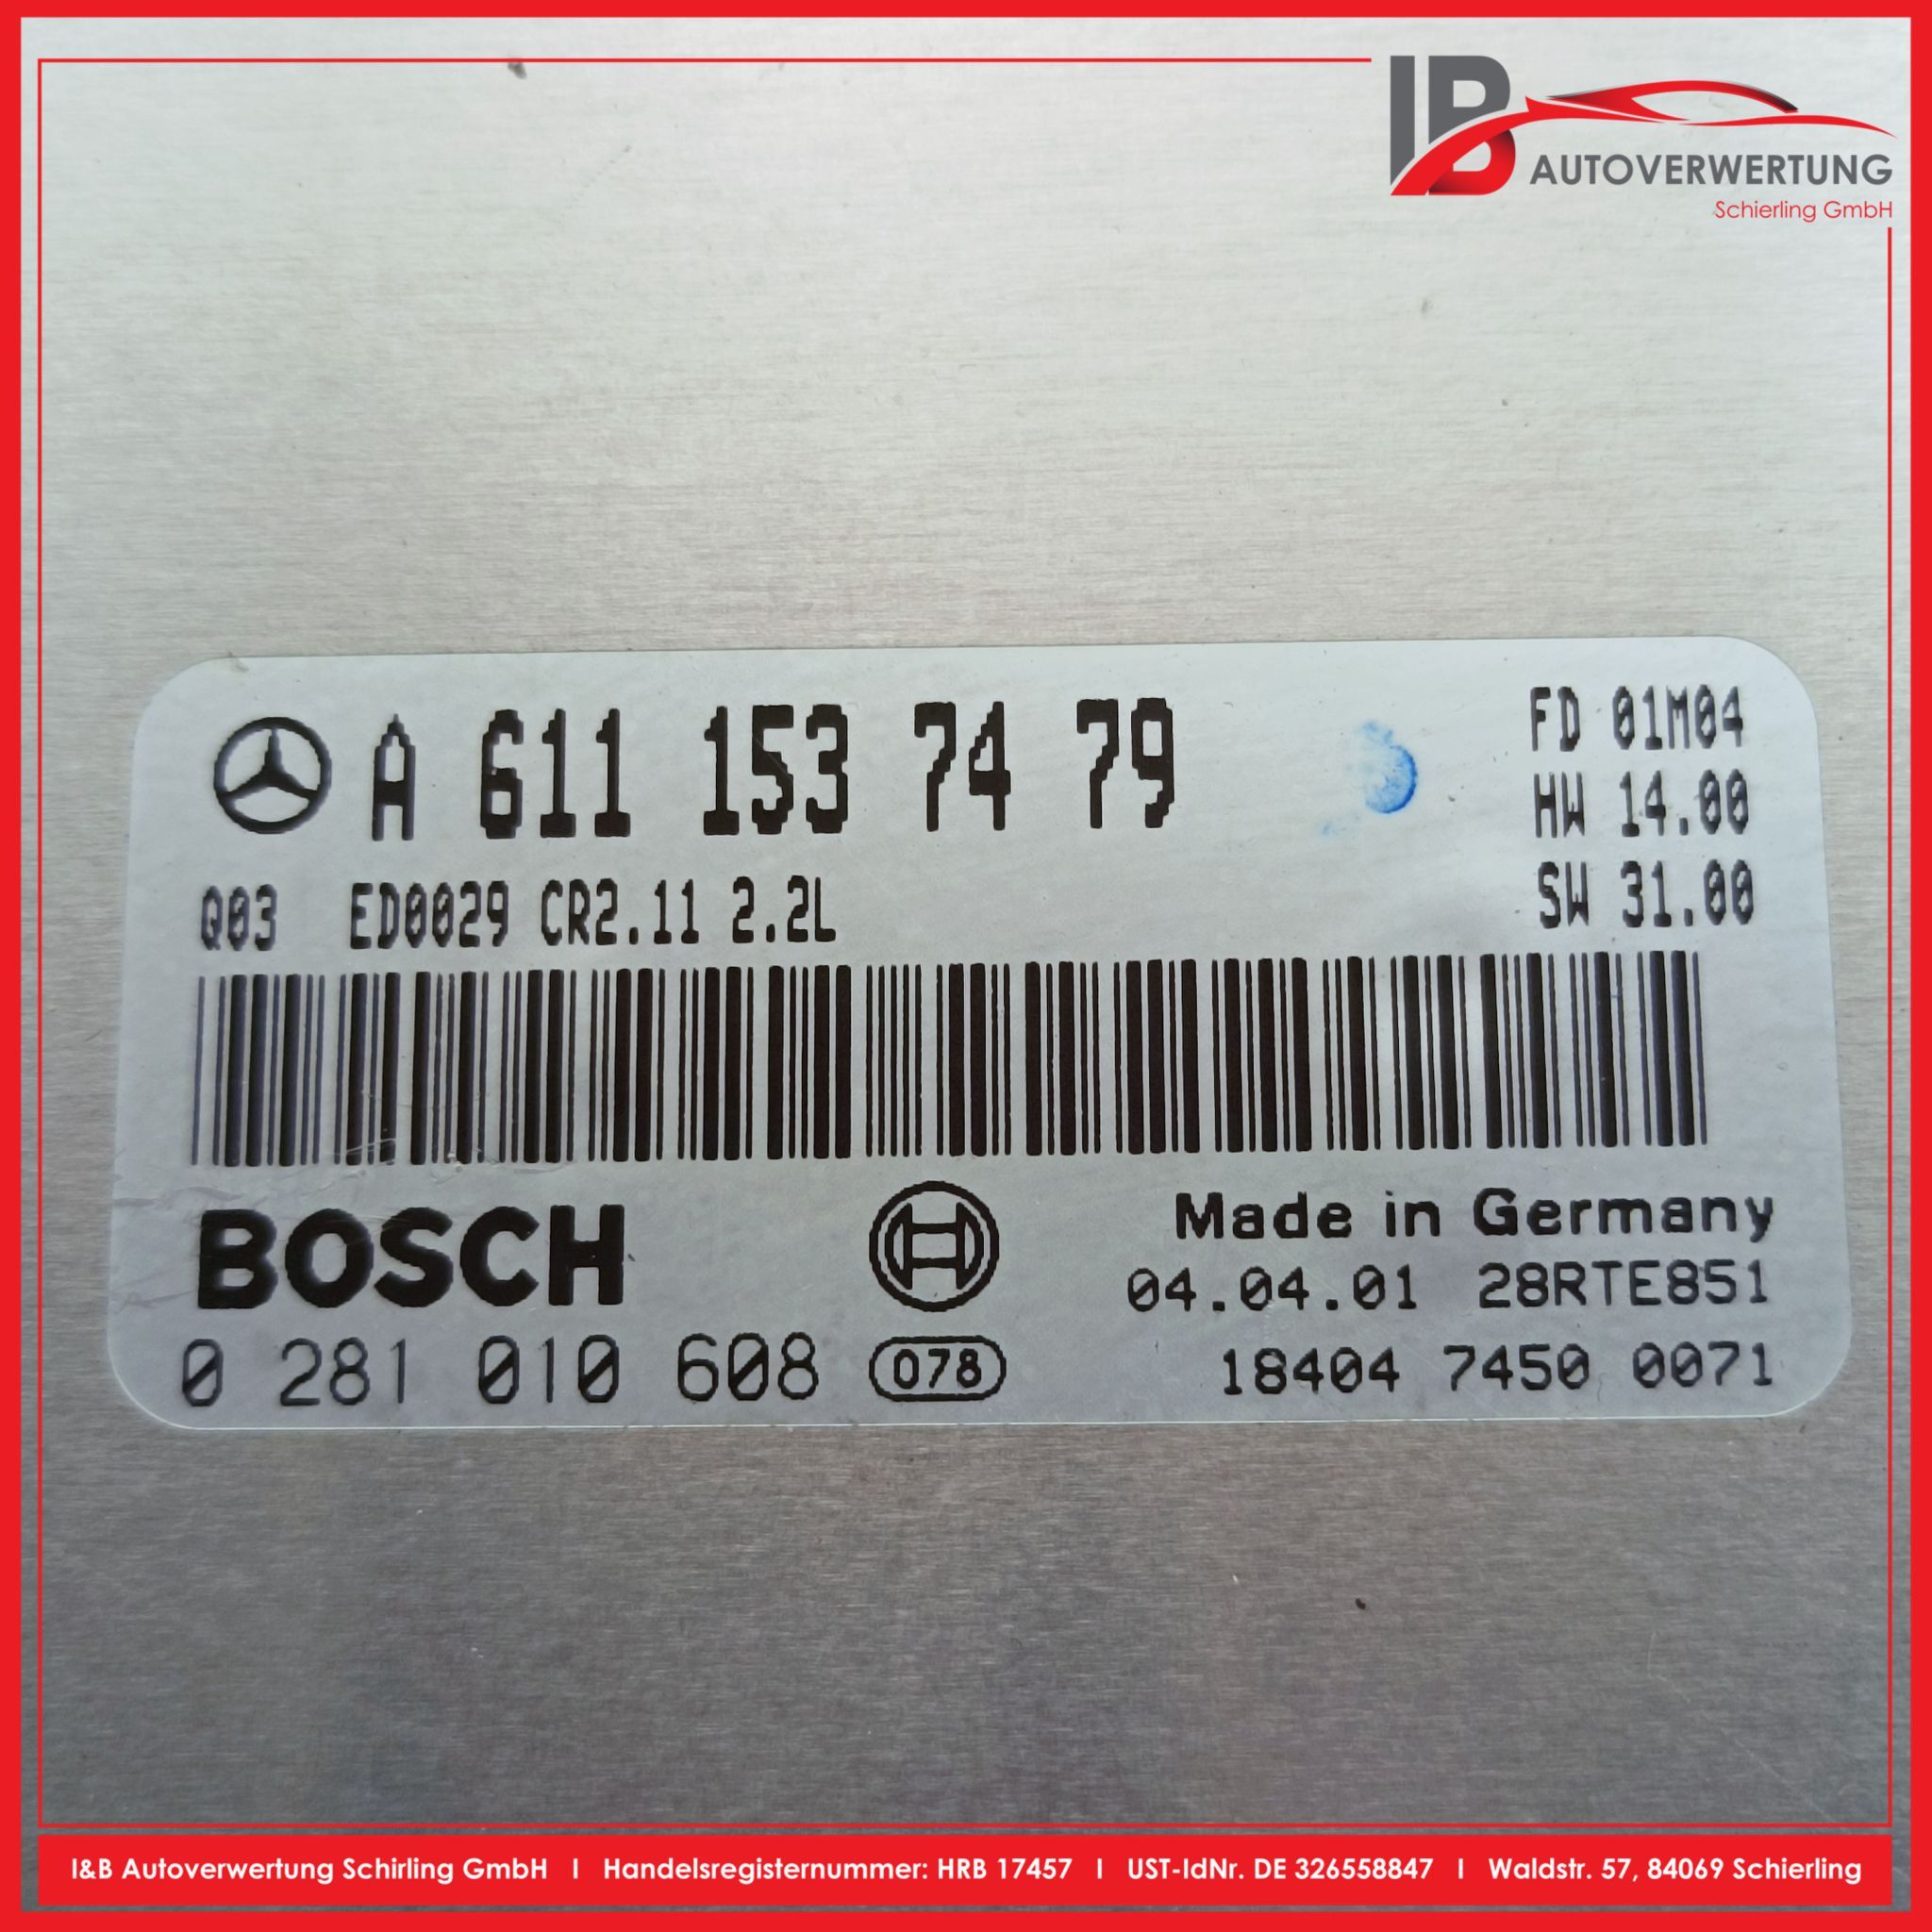 IB AUTOVERWERTUNG
Schierling GmbH
A 611 153 74 79
FD 01M04
HW 14.00
Q03 ED0029 CR2.11 2.2L
SW 31.00
BOSCH
Made in Germany
04.04.01 28RTE851
0 281 010 608 078
18404 7450 0071
I&B Autoverwertung Schirling GmbH I Handelsregisternummer: HRB 17457 I UST-IdNr. DE 326558847 I Waldstr. 57, 84069 Schierling